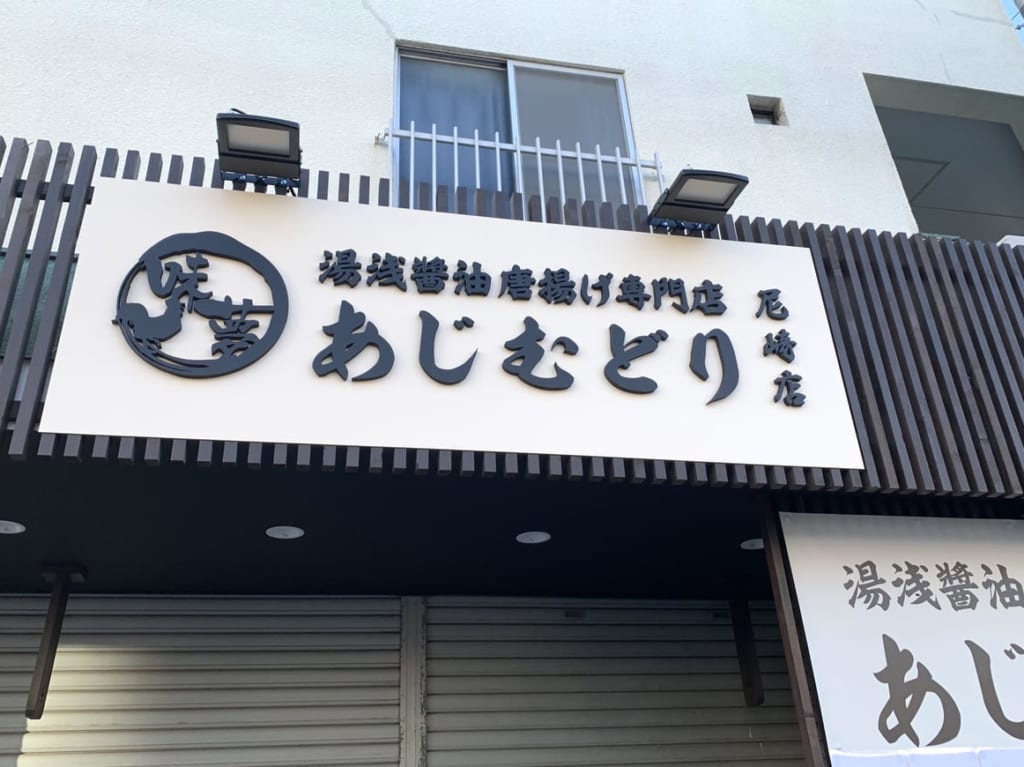 味夢
湯浅醤油唐揚げ専門店
あじむどり
尼崎店
湯浅醤油
あじ